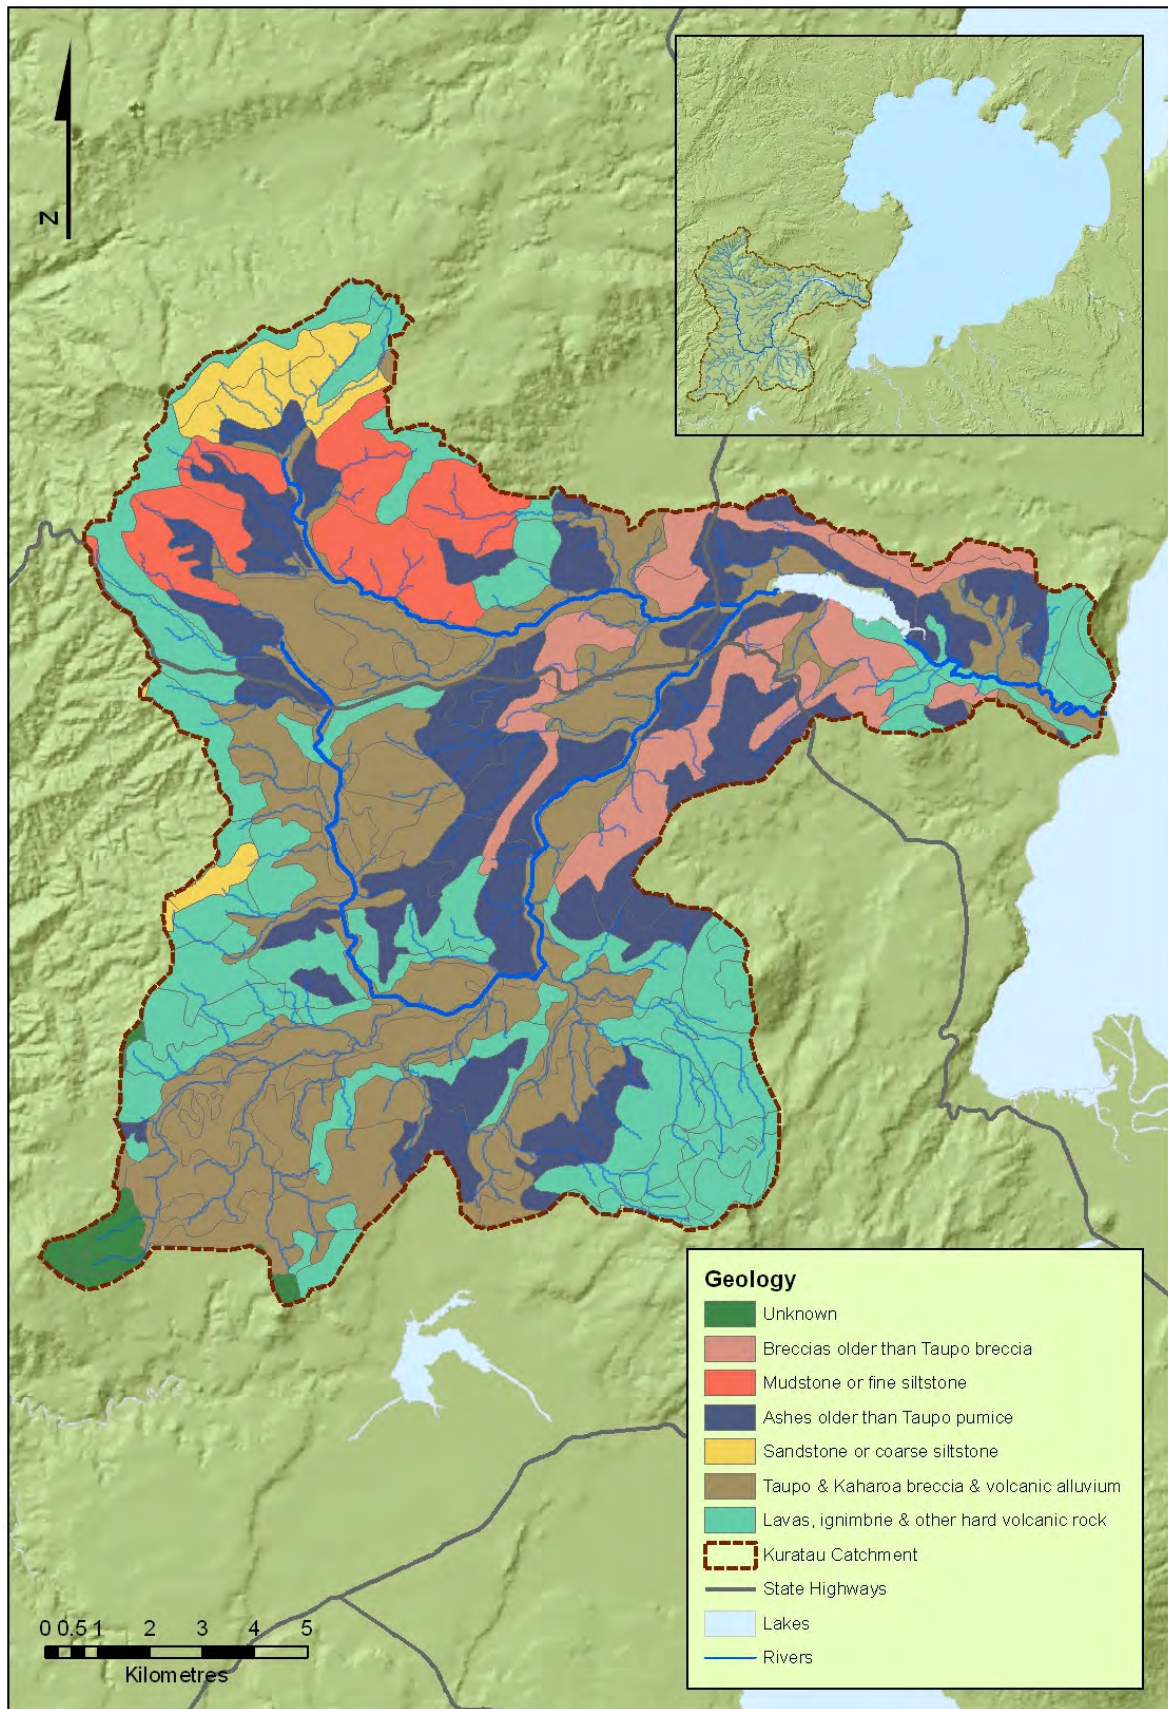 N
Geology
Unknown
Breccias older than Taupo breccia
Mudstone or fine siltstone
Ashes older than Taupo pumice
Sandstone or coarse siltstone
Taupo & Kaharoa breccia & volcanic alluvium
Lavas, ignimbrie & other hard volcanic rock
Kuratau Catchment
State Highways
Lakes
Rivers
0 0.5 1 2 3 4 5
Kilometres